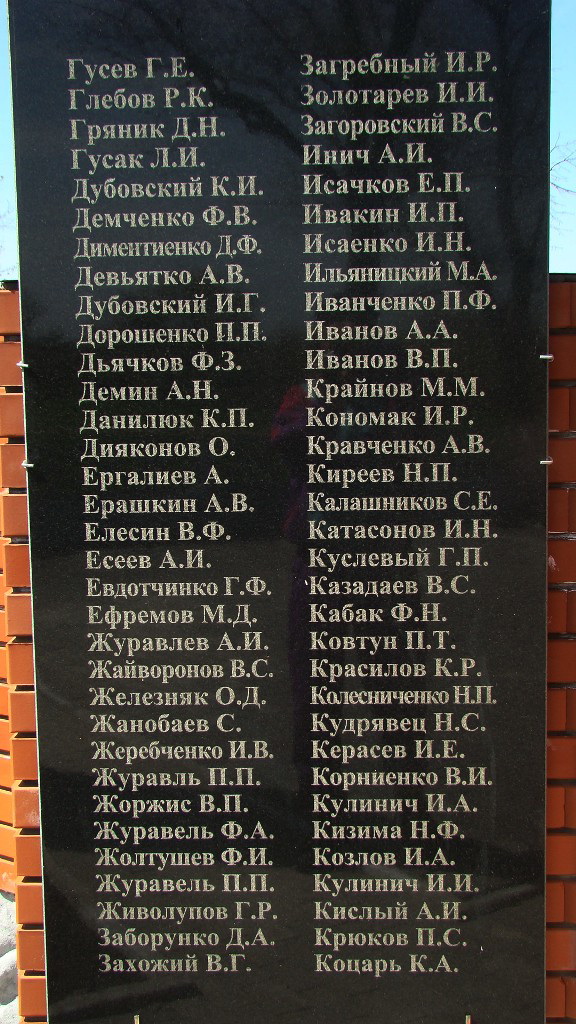 Гусев Г.Е.
Глебов Р.К.
Гряник Д.Н.
Гусак Л.И.
Дубовский К.И.
Демченко Ф.В.
Диментиенко Д.Ф.
Девьятко А.В.
Дубовский И.Г.
Дорошенко П.П.
Дьячков Ф.З.
Демин А.Н.
Данилюк К.П.
Дияконов О.
Ергалиев А.
Ерашкин А.В.
Елесин В.Ф.
Есеев А.И.
Евдотчинко Г.Ф.
Ефремов М.Д.
Журавлев А.И.
Жайворонов В.С.
Железняк О.Д.
Жанобаев С.
Жеребченко И.В.
Журавль П.П.
Жоржис В.П.
Журавель Ф.А.
Жолтушев Ф.И.
Журавель П.П.
Живолупов Г.Р.
Заборунко Д.А.
Захожий В.Г.
Загребный И.Р.
Золотарев И.И.
Загоровский В.С.
Инич А.И.
Исачков Е.П.
Ивакин И.П.
Исаенко И.Н.
Ильяницкий М.А.
Иванченко П.Ф.
Иванов А.А.
Иванов В.П.
Крайнов М.М.
Кономак И.Р.
Кравченко А.В.
Киреев Н.П.
Калашников С.Е.
Катасонов И.Н.
Куслевый Г.П.
Казадаев В.С.
Кабак Ф.Н.
Ковтун П.Т.
Красилов К.Р.
Колесниченко Н.П.
Кудрявец Н.С.
Керасев И.Е.
Корниенко В.И.
Кулинич И.А.
Кизима Н.Ф.
Козлов И.А.
Кулинич И.И.
Кислый А.И.
Крюков П.С.
Коцарь К.А.